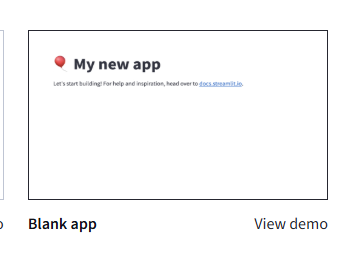 My new app
Let's start building! For help and inspiration, head over to docs.streamlit.io.
Blank app
View demo